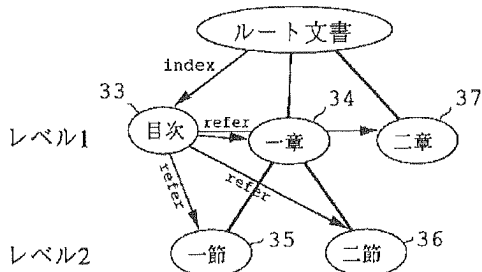 ルート文書
index
33
34
37
レベル1
目次
refer
一章
二章
refer
refer
レベル2
一節
35
二節
36